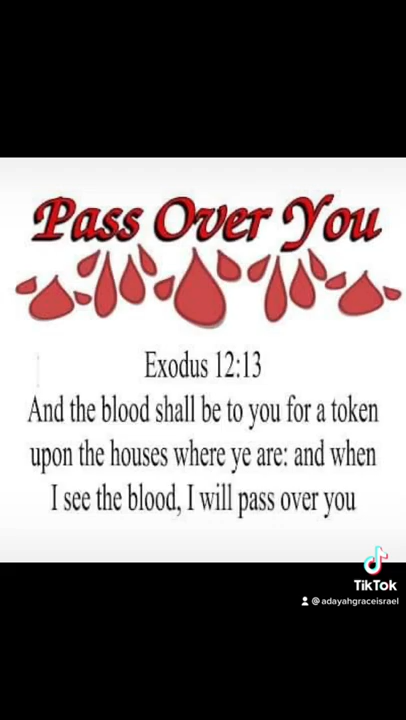 Pass Over You
Exodus 12:13
And the blood shall be to you for a token
upon the houses where ye are: and when
I see the blood, I will pass over you
TikTok
@adayahgraceisrael